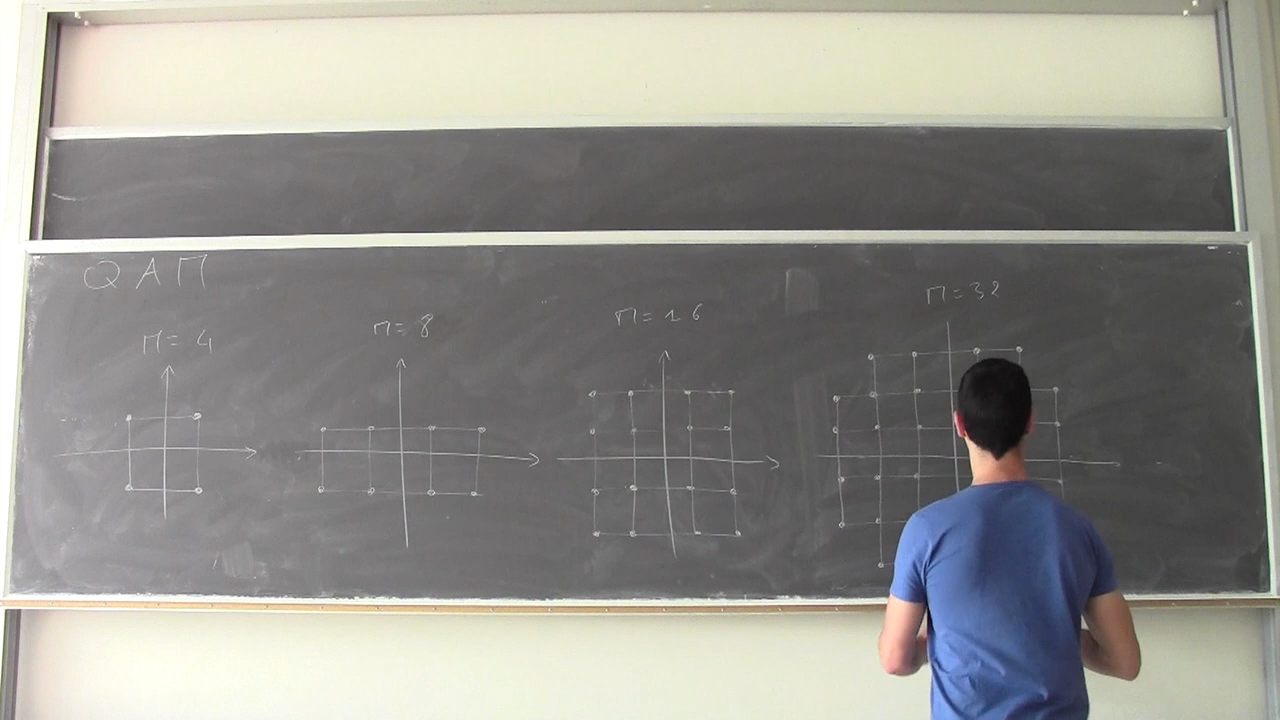 QAM
M = 4
M = 8
M = 16
M = 32